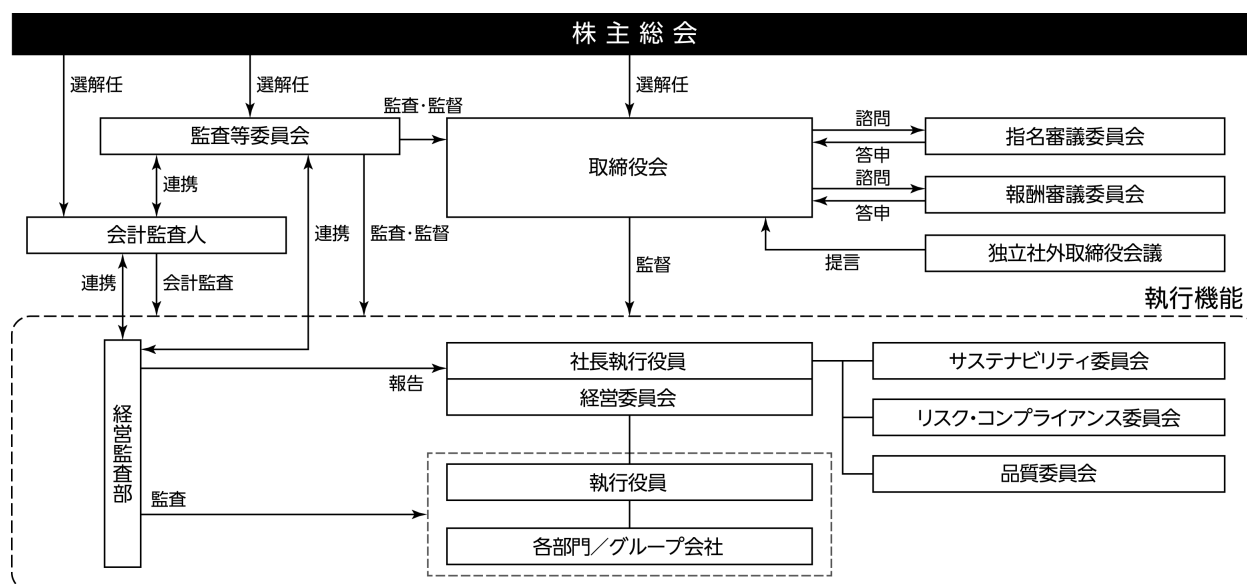 株主総会
選解任
選解任
選解任
監査・監督
監査等委員会
取締役会
諮問
答申
指名審議委員会
諮問
答申
報酬審議委員会
連携
会計監査人
連携
監査・監督
独立社外取締役会議
提言
連携
会計監査
監督
執行機能
社長執行役員
経営委員会
報告
サステナビリティ委員会
リスク・コンプライアンス委員会
品質委員会
経営監査部
監査
執行役員
各部門／グループ会社